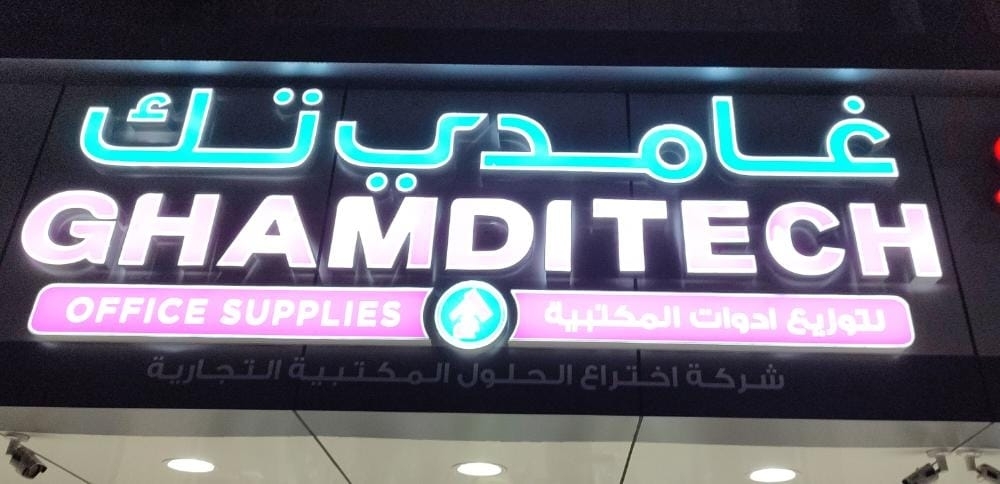 غامدي تك
GHAMDITECH
OFFICE SUPPLIES لتوزيع ادوات المكتبية
شركة اختراع الحلول المكتبية التجارية